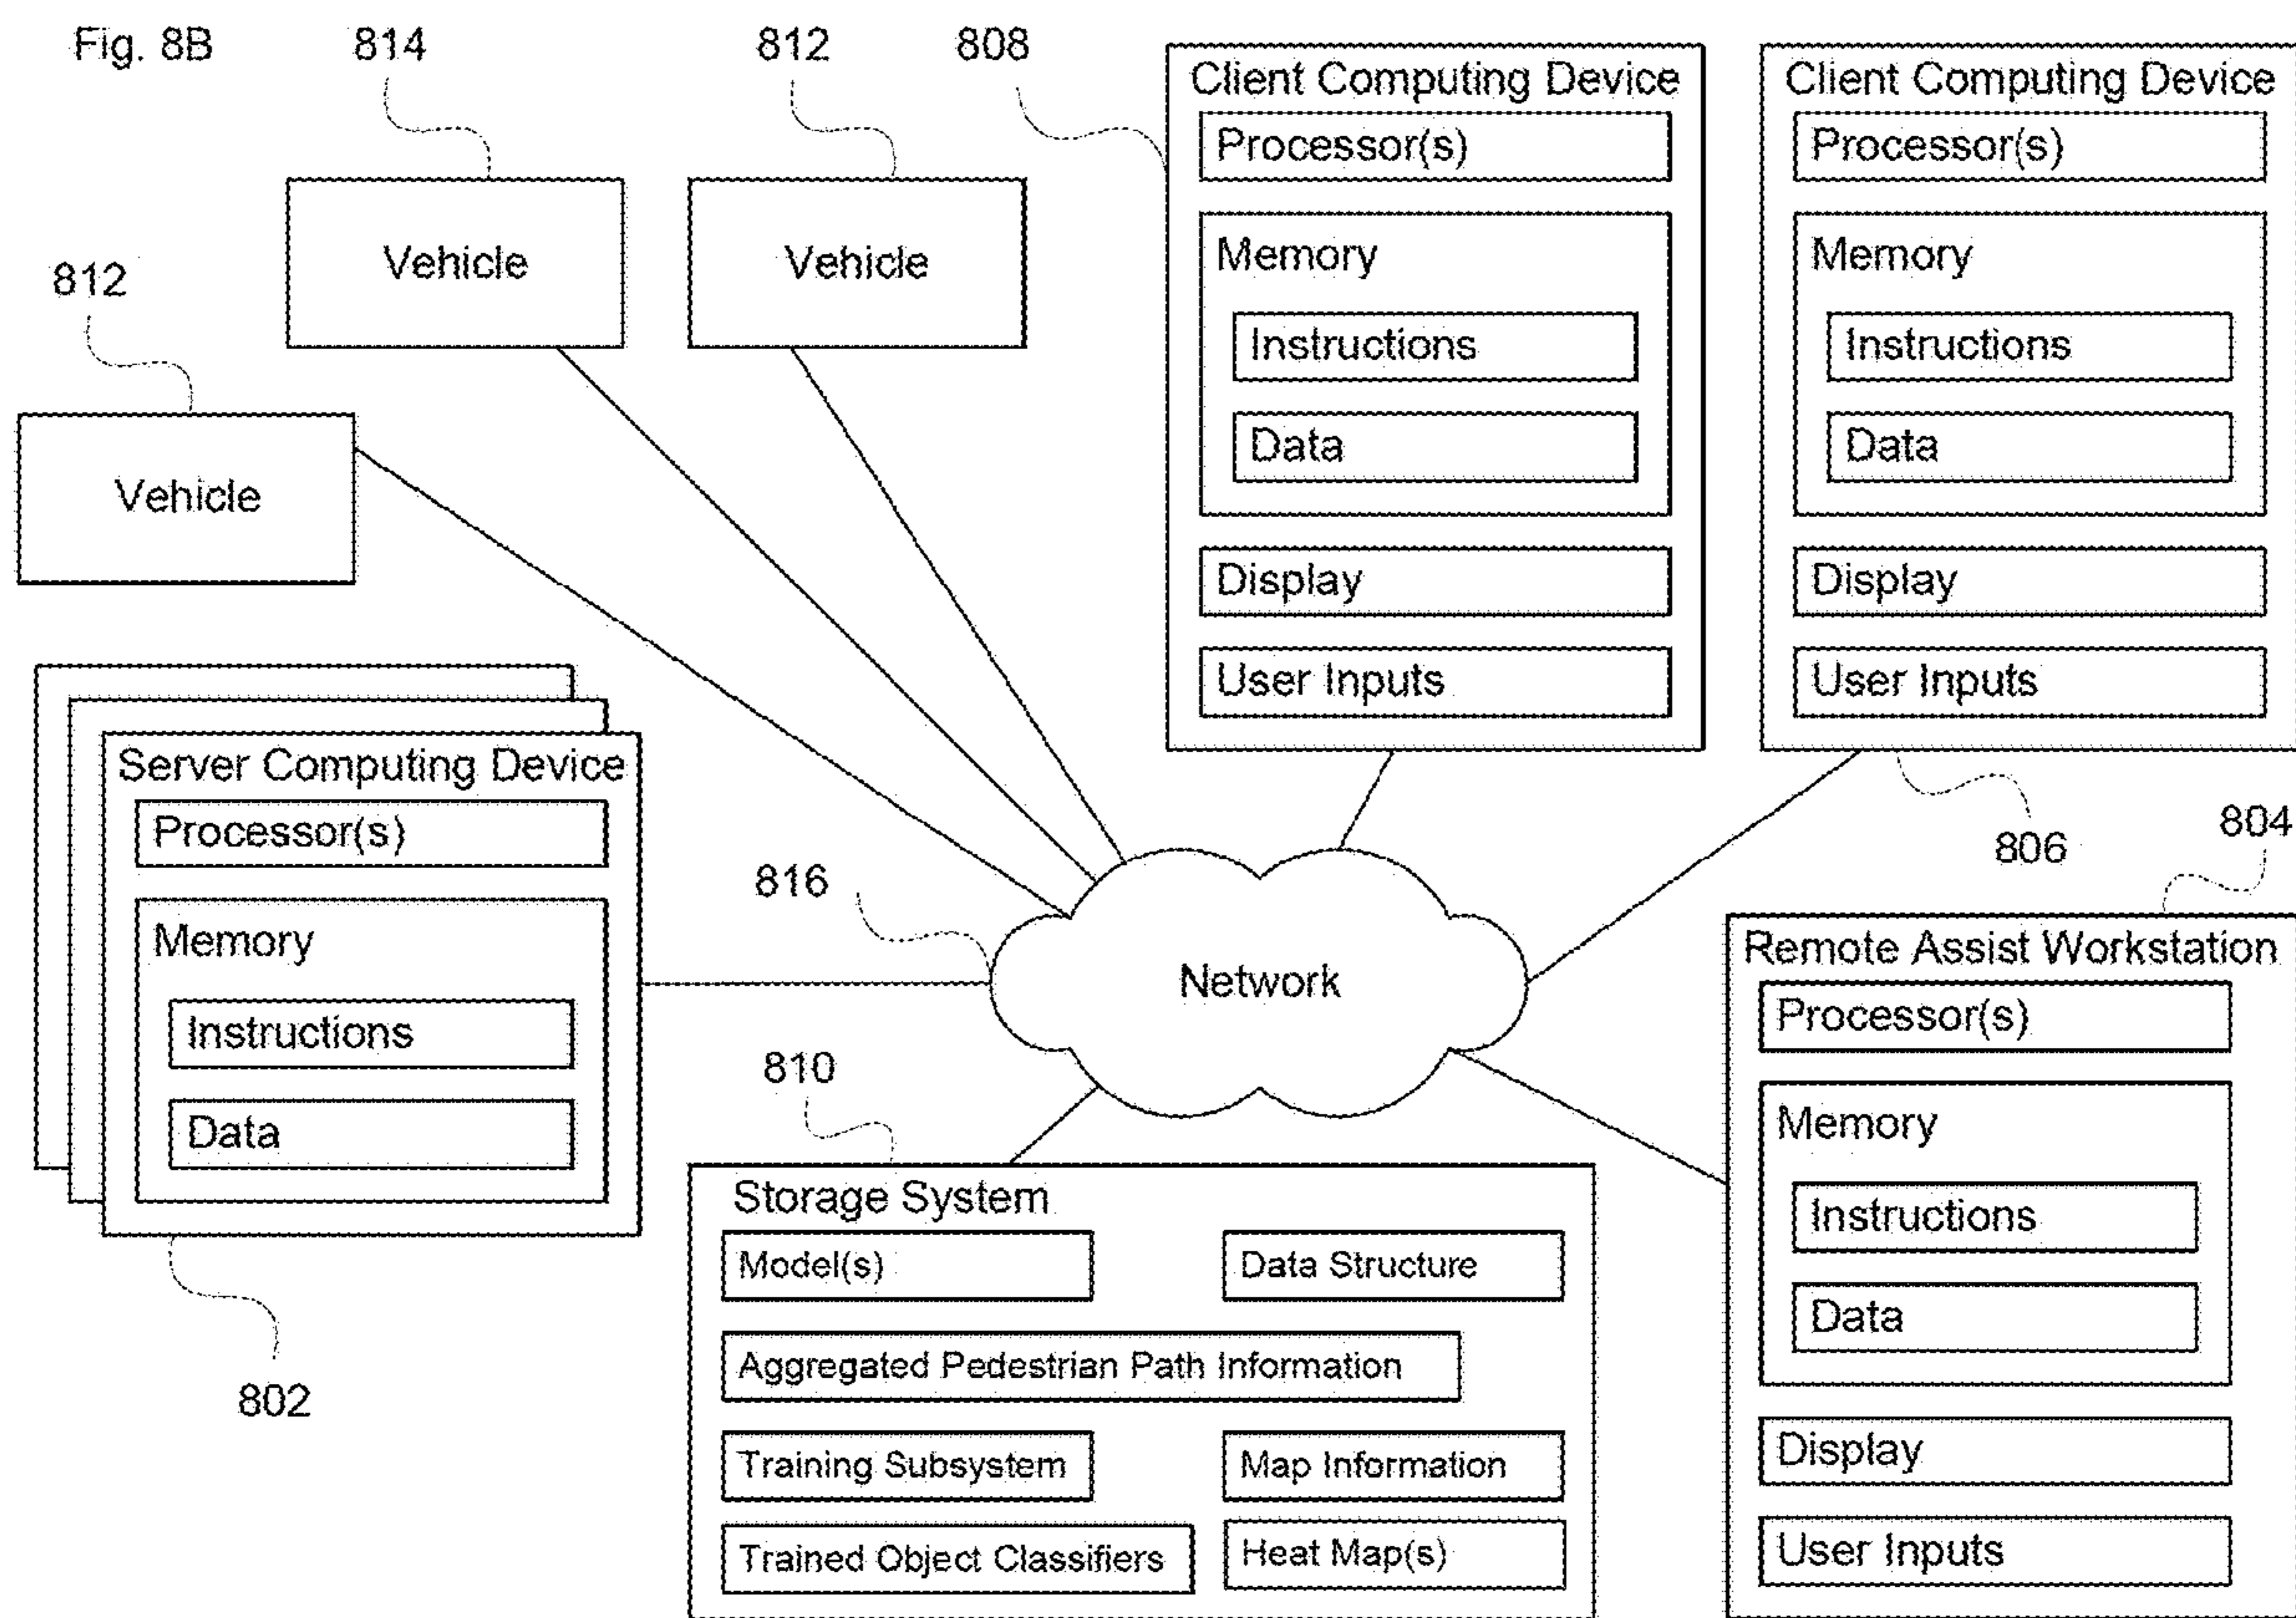 Fig. 8B
814
812
808
812
Vehicle
Vehicle
Vehicle
Client Computing Device
Processor(s)
Memory
Instructions
Data
Display
User Inputs
Client Computing Device
Processor(s)
Memory
Instructions
Data
Display
User Inputs
806
804
Server Computing Device
Processor(s)
Memory
Instructions
Data
802
816
Network
810
Storage System
Model(s)
Data Structure
Aggregated Pedestrian Path Information
Training Subsystem
Map Information
Trained Object Classifiers
Heat Map(s)
Remote Assist Workstation
Processor(s)
Memory
Instructions
Data
Display
User Inputs